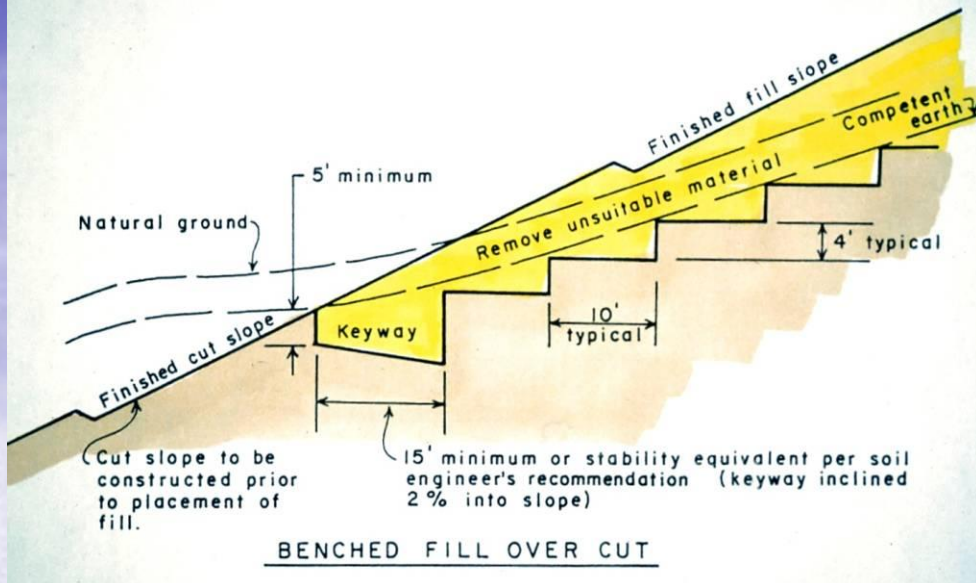 Finished fill slope
Competent
earth
5' minimum
Natural ground
Remove unsuitable material
4' typical
10'
typical
Keyway
Finished cut slope
Cut slope to be
constructed prior
to placement of
fill.
15' minimum or stability equivalent per soil
engineer's recommendation (keyway inclined
2% into slope)
BENCHED FILL OVER CUT